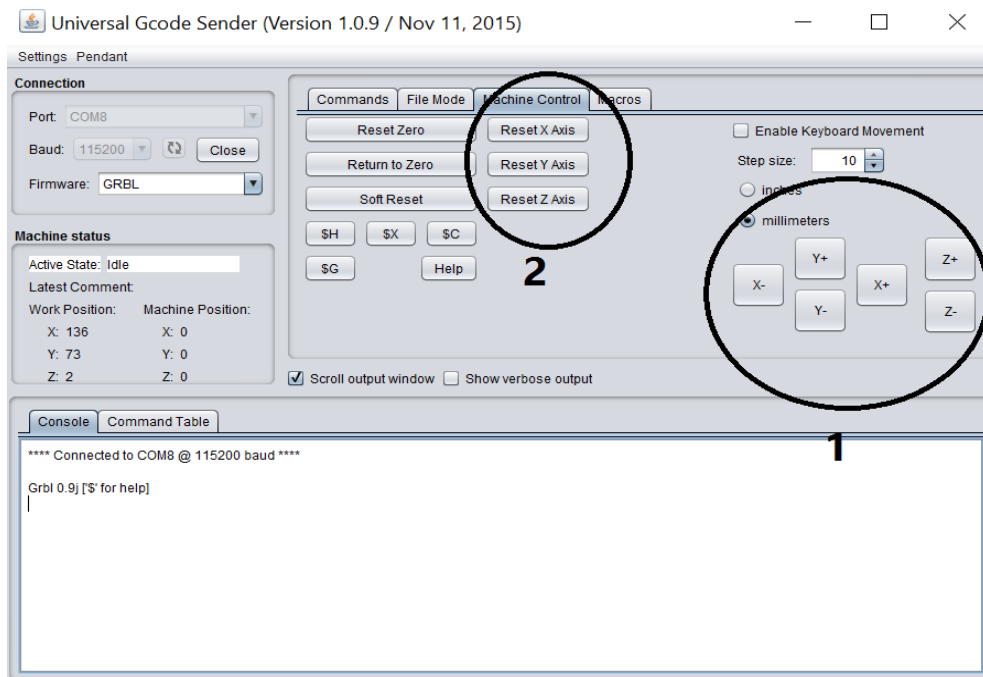 Universal Gcode Sender (Version 1.0.9 / Nov 11, 2015)
Settings Pendant
Connection
Port: COM8
Baud: 115200 Close
Firmware: GRBL
Machine status
Active State: Idle
Latest Comment:
Work Position: Machine Position:
X: 136 X: 0
Y: 73 Y: 0
Z: 2 Z: 0
Commands File Mode Machine Control Macros
Reset Zero Reset X Axis
Return to Zero Reset Y Axis
Soft Reset Reset Z Axis
$H $X $C
$G Help
2
Enable Keyboard Movement
Step size: 10
inches
millimeters
Y+ Z+
X- X+
Y- Z-
1
Scroll output window Show verbose output
Console Command Table
**** Connected to COM8 @ 115200 baud ****
Grbl 0.9j ['$' for help]